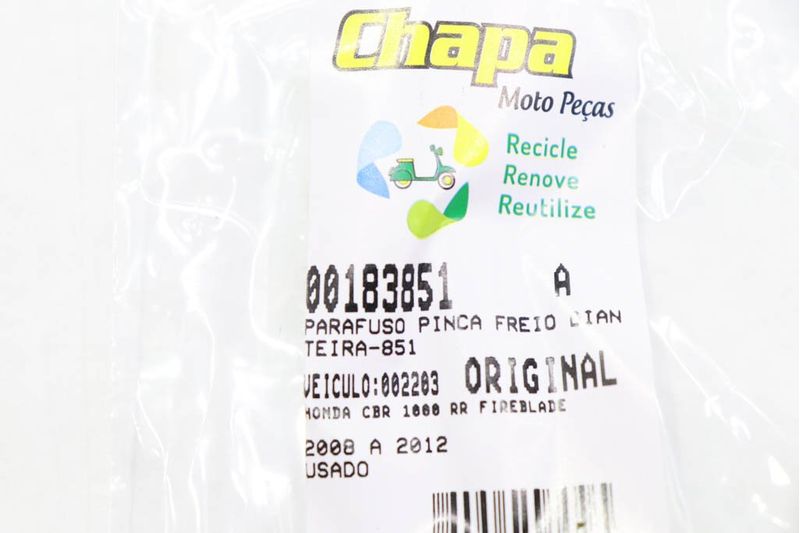 Chapa
Moto Peças
Recicle
Renove
Reutilize
00183851 A
PARAFUSO PINCA FREIO DIAN
TEIRA-851
VEICULO:002203 ORIGINAL
HONDA CBR 1000 RR FIREBLADE
2008 A 2012
USADO